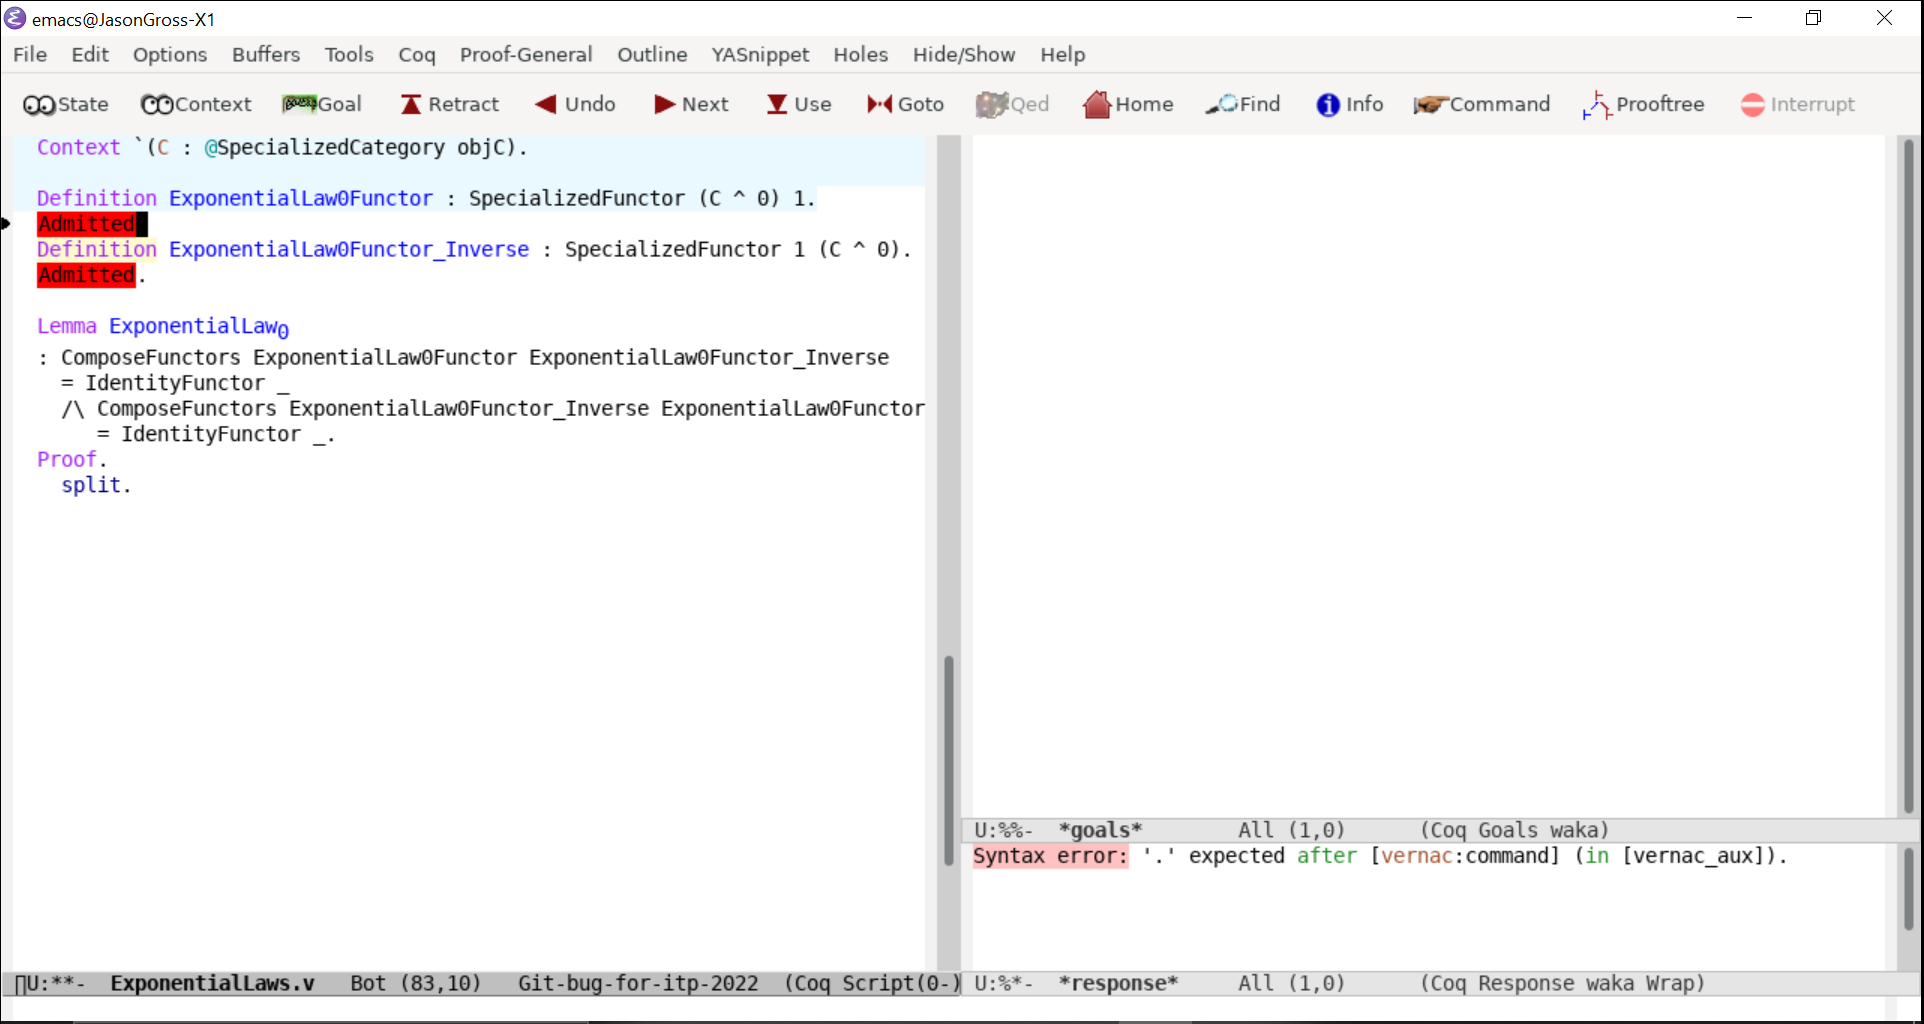 emacs@JasonGross-X1
File Edit Options Buffers Tools Coq Proof-General Outline YASnippet Holes Hide/Show Help
State Context Goal Retract Undo Next Use Goto Qed Home Find Info Command Prooftree Interrupt
Context `(C : @SpecializedCategory objC).
Definition ExponentialLaw0Functor : SpecializedFunctor (C ^ 0) 1.
Admitted
Definition ExponentialLaw0Functor_Inverse : SpecializedFunctor 1 (C ^ 0).
Admitted.
Lemma ExponentialLaw₀
: ComposeFunctors ExponentialLaw0Functor ExponentialLaw0Functor_Inverse
= IdentityFunctor _
/\ ComposeFunctors ExponentialLaw0Functor_Inverse ExponentialLaw0Functor
= IdentityFunctor _.
Proof.
split.
U:**- ExponentialLaws.v Bot (83,10) Git-bug-for-itp-2022 (Coq Script(0-)
U:%%- *goals* All (1,0) (Coq Goals waka)
Syntax error: '.' expected after [vernac:command] (in [vernac_aux]).
U:%*- *response* All (1,0) (Coq Response waka Wrap)